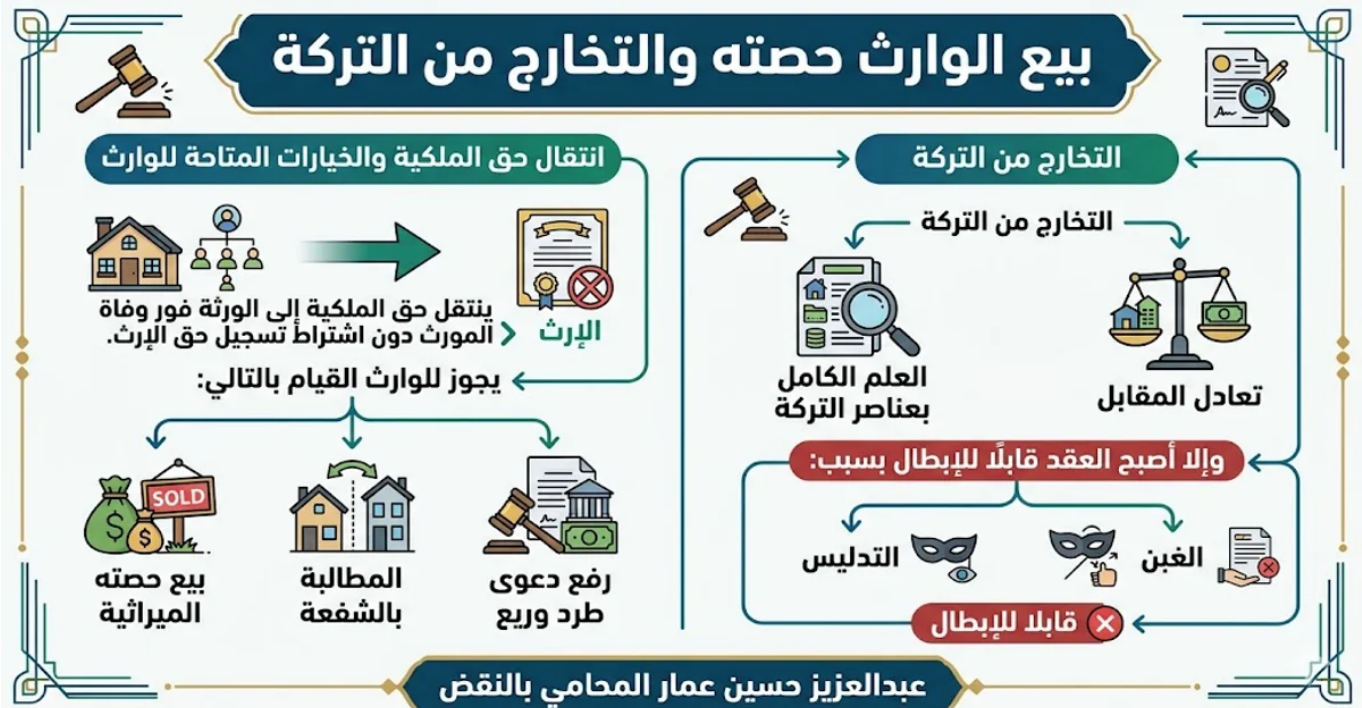 بيع الوارث حصته والتخارج من التركة
التخارج من التركة
التخارج من التركة
تعادل المقابل
العلم الكامل
بعناصر التركة
وإلا أصبح العقد قابلًا للإبطال بسبب:
الغبن
التدليس
قابلا للإبطال
انتقال حق الملكية والخيارات المتاحة للوارث
الإرث
ينتقل حق الملكية إلى الورثة فور وفاة
المورث دون اشتراط تسجيل حق الإرث.
يجوز للوارث القيام بالتالي:
رفع دعوى
طرد وريع
المطالبة
بالشفعة
SOLD
بيع حصته
الميراثية
عبدالعزيز حسين عمار المحامي بالنقض